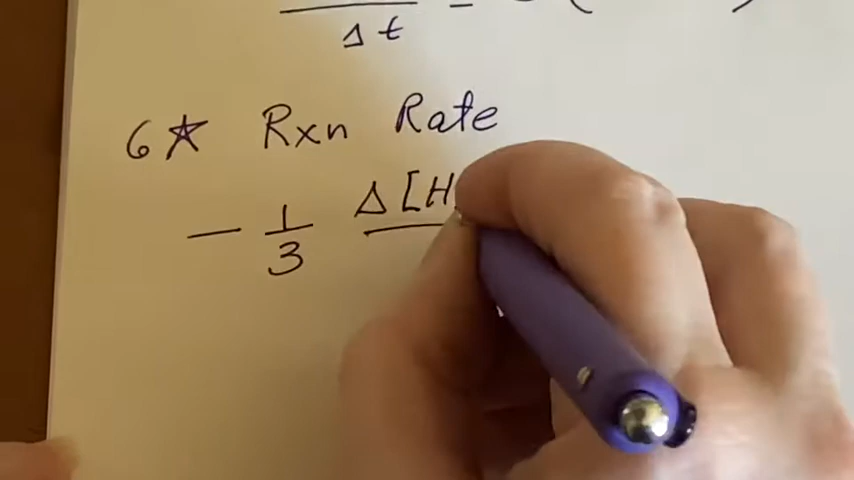 Δt =
6☆ Rxn Rate
- 1/3 Δ[H